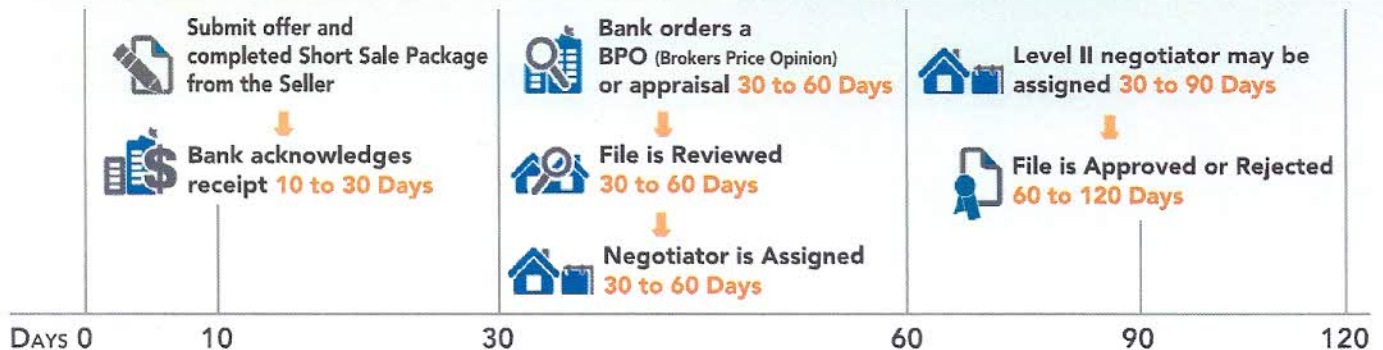 Submit offer and
completed Short Sale Package
from the Seller
Bank acknowledges
receipt 10 to 30 Days
Bank orders a
BPO (Brokers Price Opinion)
or appraisal 30 to 60 Days
File is Reviewed
30 to 60 Days
Negotiator is Assigned
30 to 60 Days
Level II negotiator may be
assigned 30 to 90 Days
File is Approved or Rejected
60 to 120 Days
DAYS 0 10 30 60 90 120